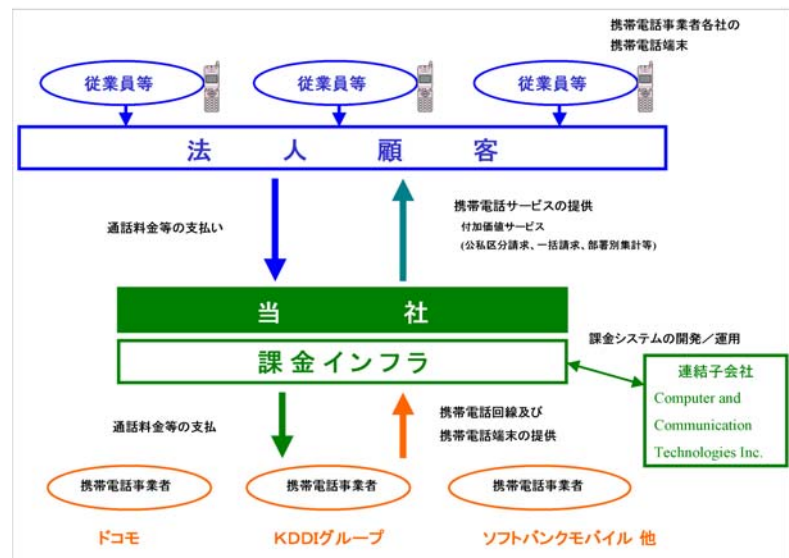 携帯電話事業者各社の
携帯電話端末
従業員等
従業員等
従業員等
法人顧客
通話料金等の支払い
携帯電話サービスの提供
付加価値サービス
(公私区分請求、一括請求、部署別集計等)
当社
課金インフラ
課金システムの開発／運用
連結子会社
Computer and
Communication
Technologies Inc.
通話料金等の支払
携帯電話回線及び
携帯電話端末の提供
携帯電話事業者
携帯電話事業者
携帯電話事業者
ドコモ
KDDIグループ
ソフトバンクモバイル 他